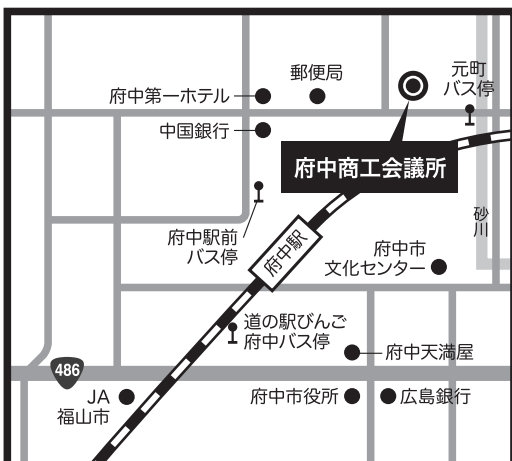 郵便局
元町
バス停
府中第一ホテル
中国銀行
府中商工会議所
砂川
府中駅前
バス停
府中駅
府中市
文化センター
道の駅びんご
府中バス停
府中天満屋
486
JA
福山市
府中市役所
広島銀行